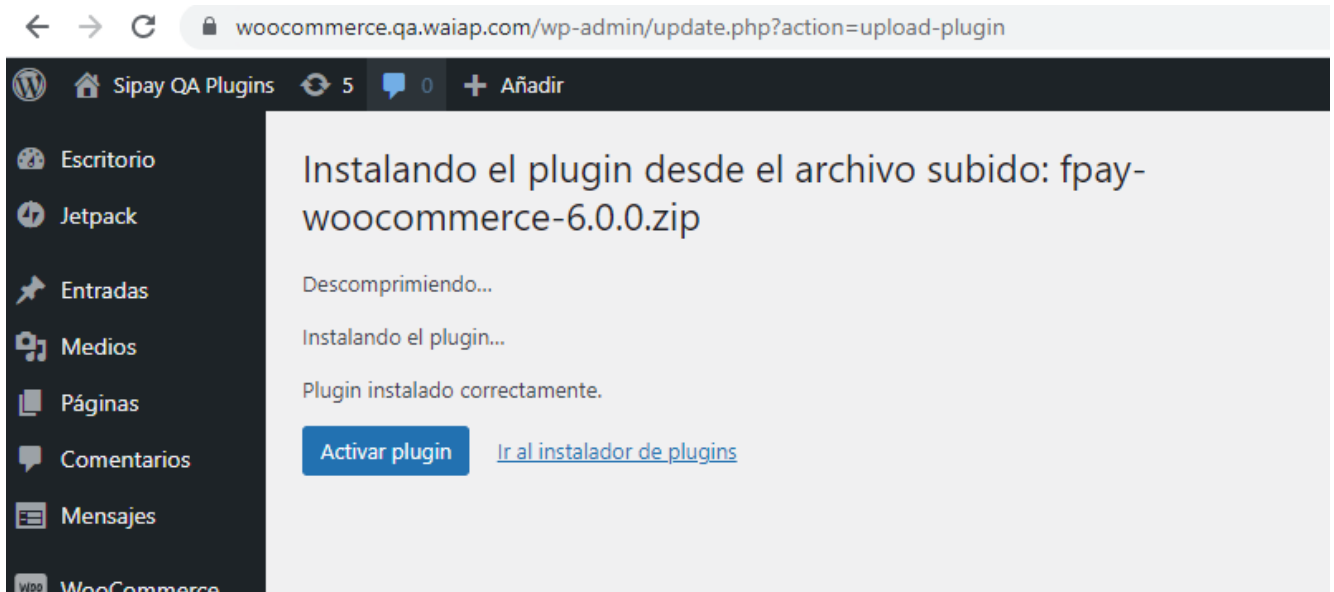 woocommerce.qa.waiap.com/wp-admin/update.php?action=upload-plugin
Sipay QA Plugins 5 0 + Añadir
Escritorio
Jetpack
Entradas
Medios
Páginas
Comentarios
Mensajes
WooCommerce
Instalando el plugin desde el archivo subido: fpay-
woocommerce-6.0.0.zip
Descomprimiendo...
Instalando el plugin...
Plugin instalado correctamente.
Activar plugin Ir al instalador de plugins